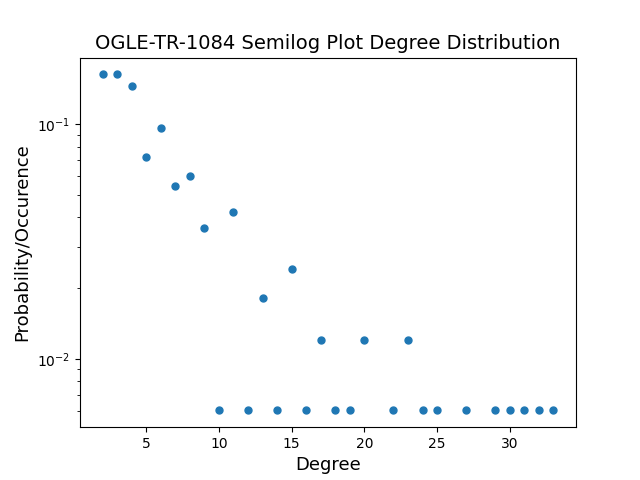 OGLE-TR-1084 Semilog Plot Degree Distribution
Probability/Occurence
10⁻¹
10⁻²
5 10 15 20 25 30
Degree